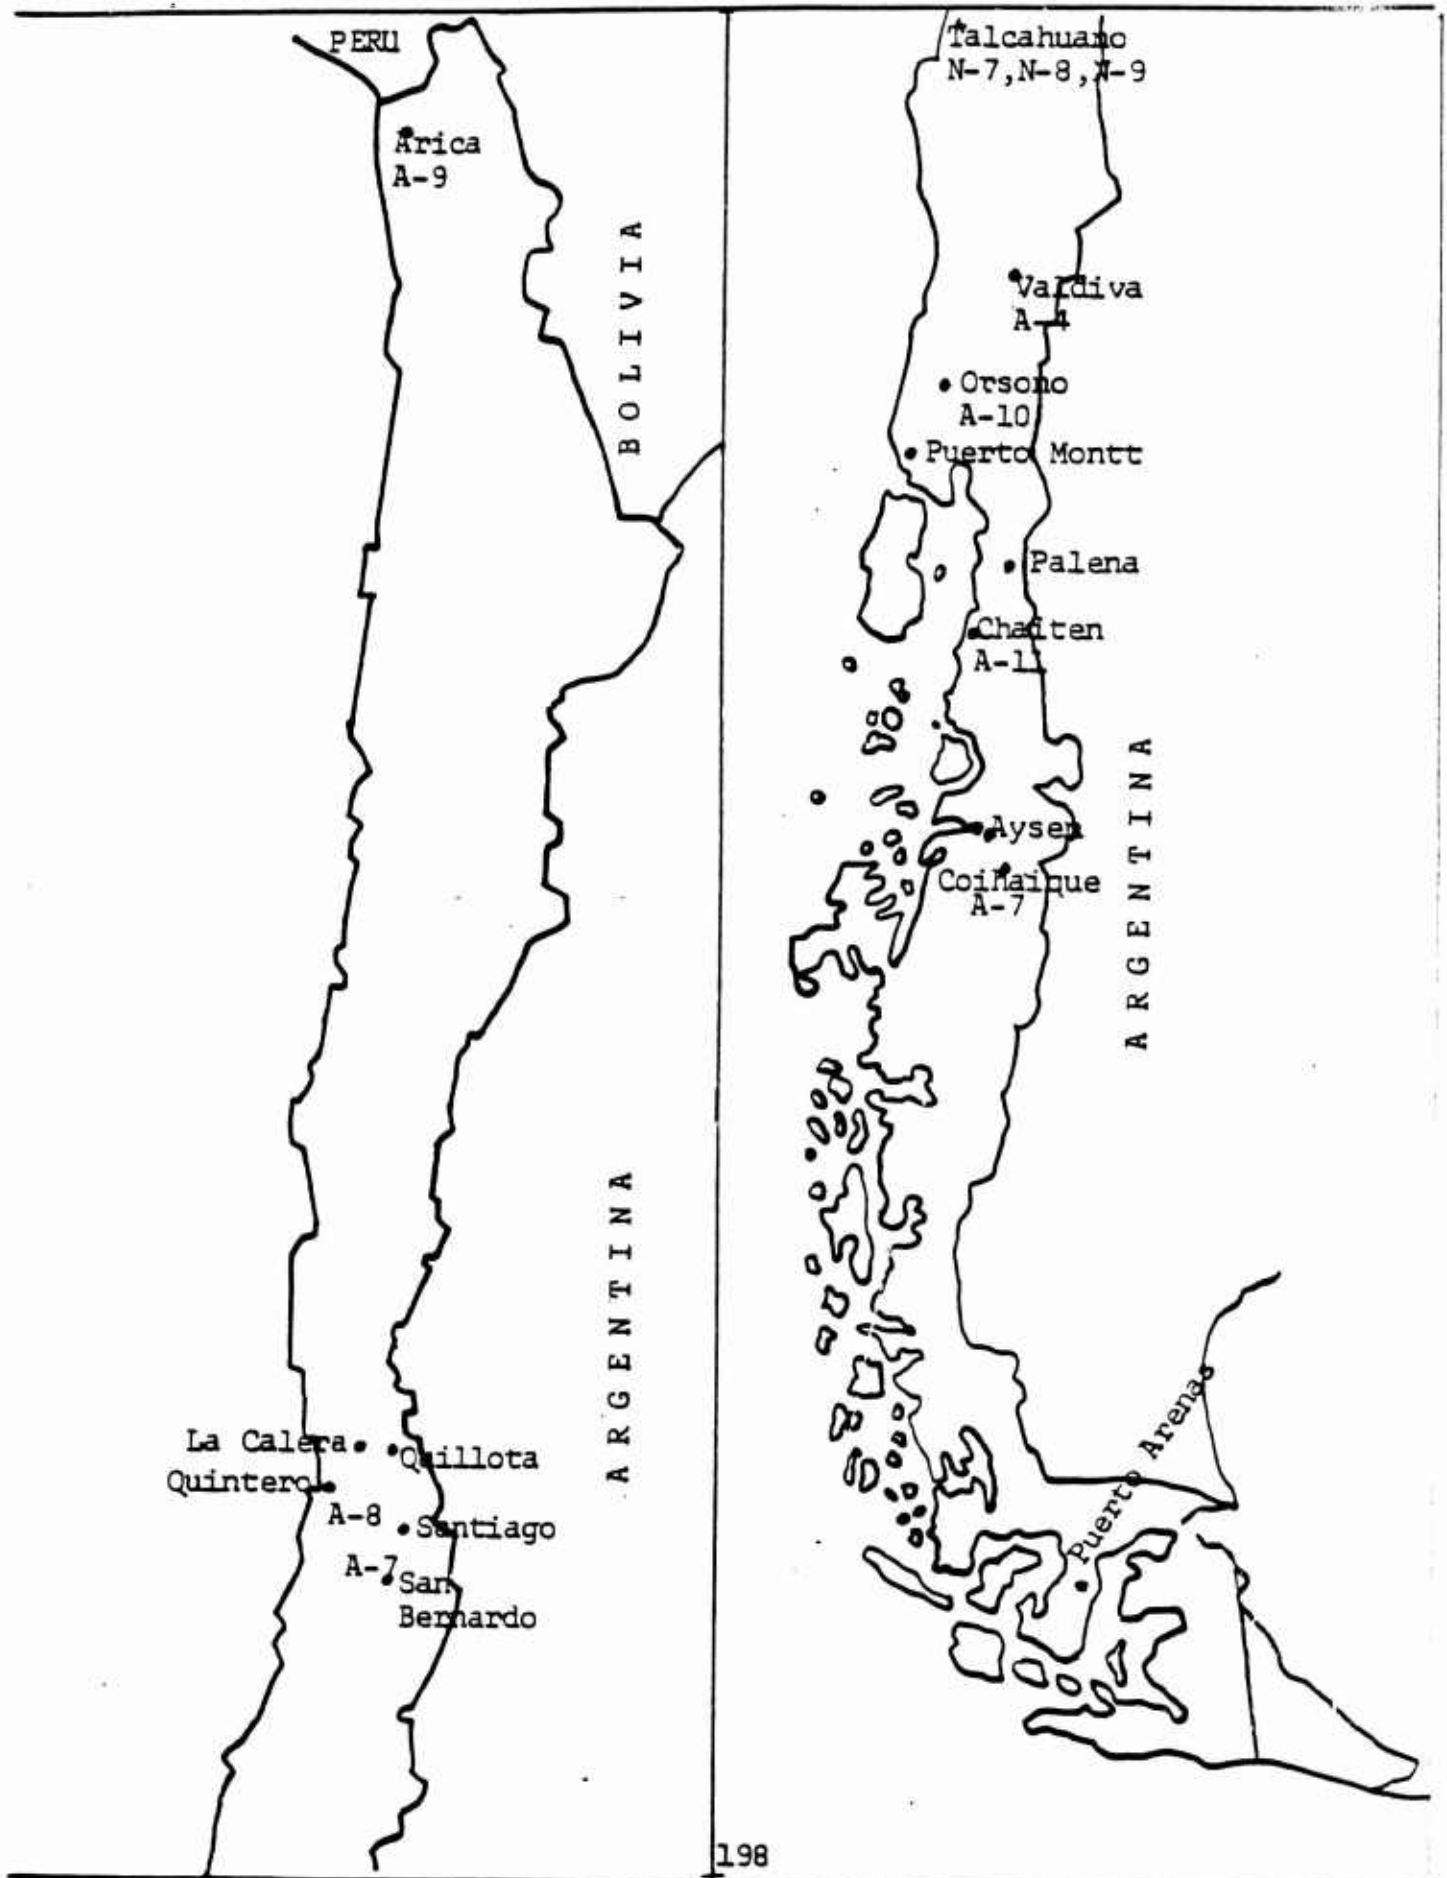 PERU
Arica
A-9
BOLIVIA
ARGENTINA
La Calera
Quillota
Quintero
A-8
Santiago
A-7
San
Bernardo
Talcahuano
N-7,N-8,N-9
Valdiva
A-4
Orsono
A-10
Puerto Montt
Palena
Chaiten
A-11
Aysen
Coihaique
A-7
ARGENTINA
Puerto Arenas
198